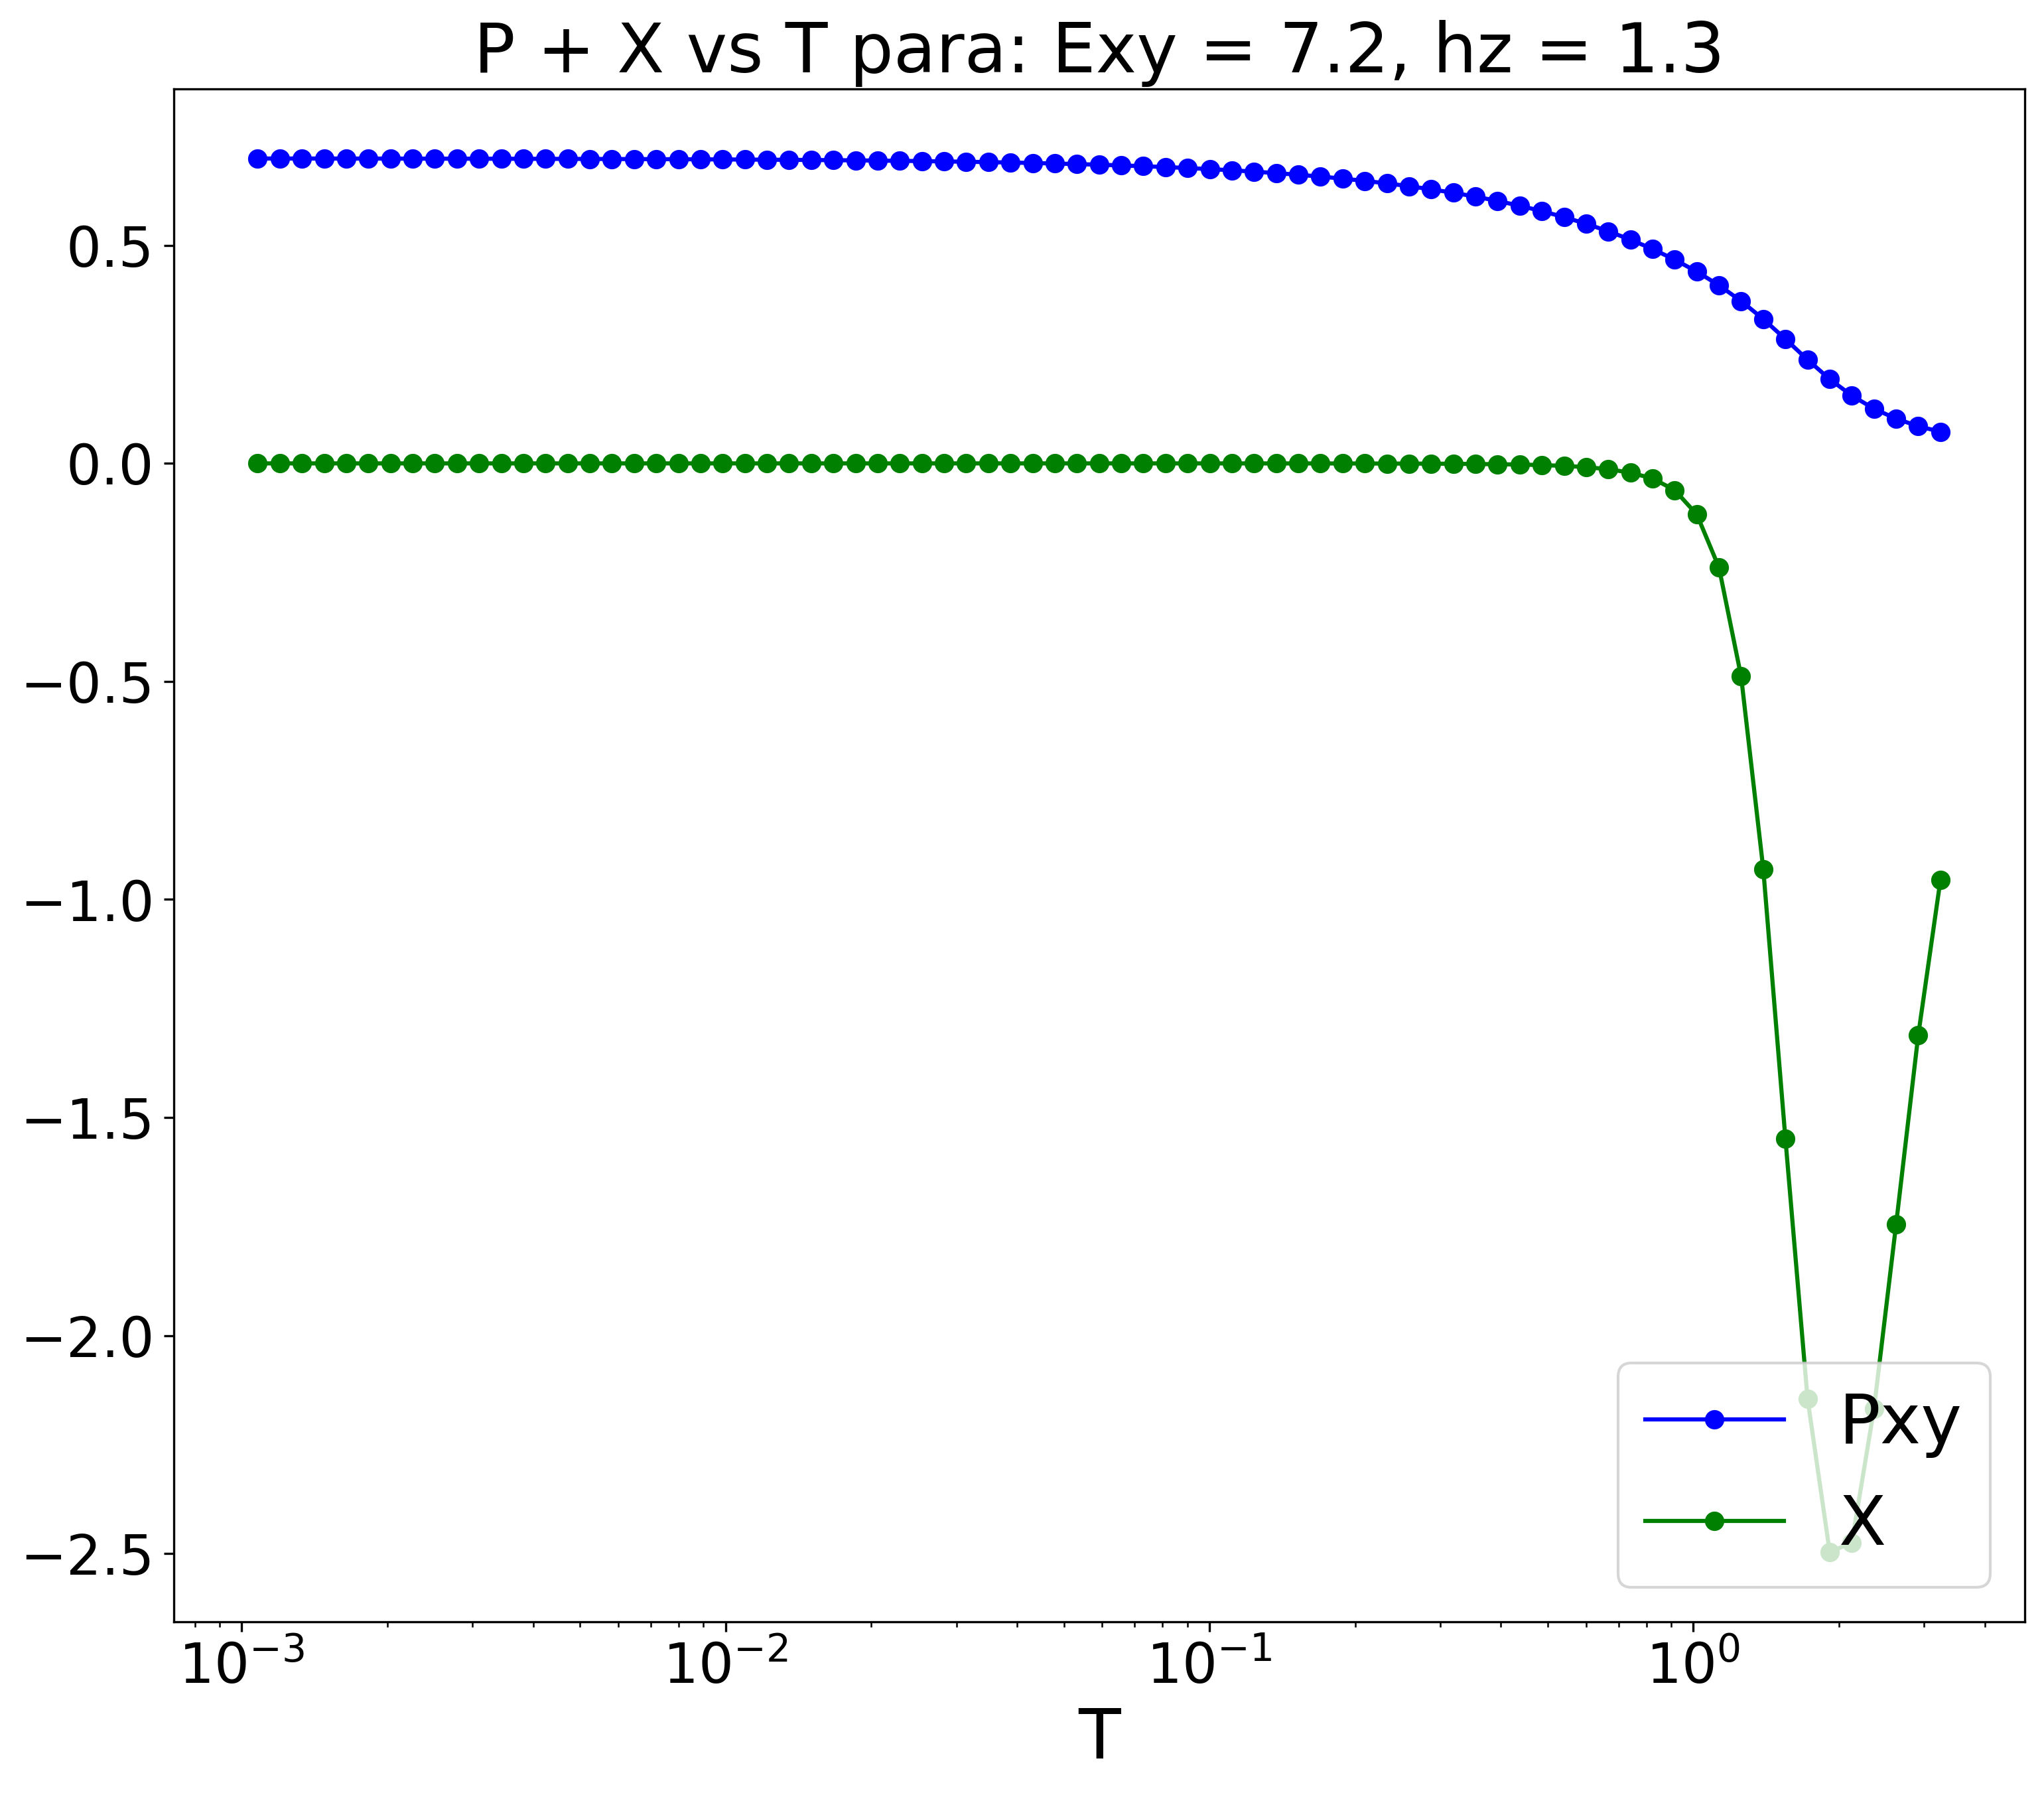 P + X vs T para: Exy = 7.2, hz = 1.3
0.5
0.0
−0.5
−1.0
−1.5
−2.0
−2.5
Pxy
X
10⁻³ 10⁻² 10⁻¹ 10⁰
T